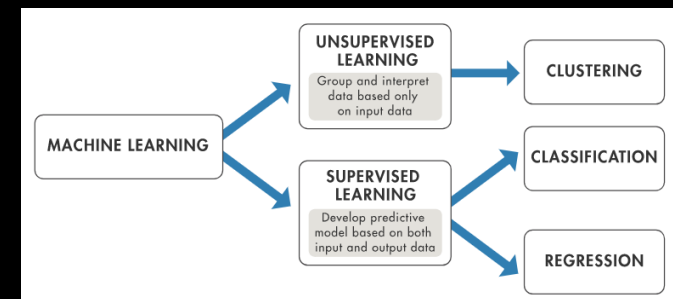 MACHINE LEARNING
UNSUPERVISED
LEARNING
Group and interpret
data based only
on input data
CLUSTERING
SUPERVISED
LEARNING
Develop predictive
model based on both
input and output data
CLASSIFICATION
REGRESSION